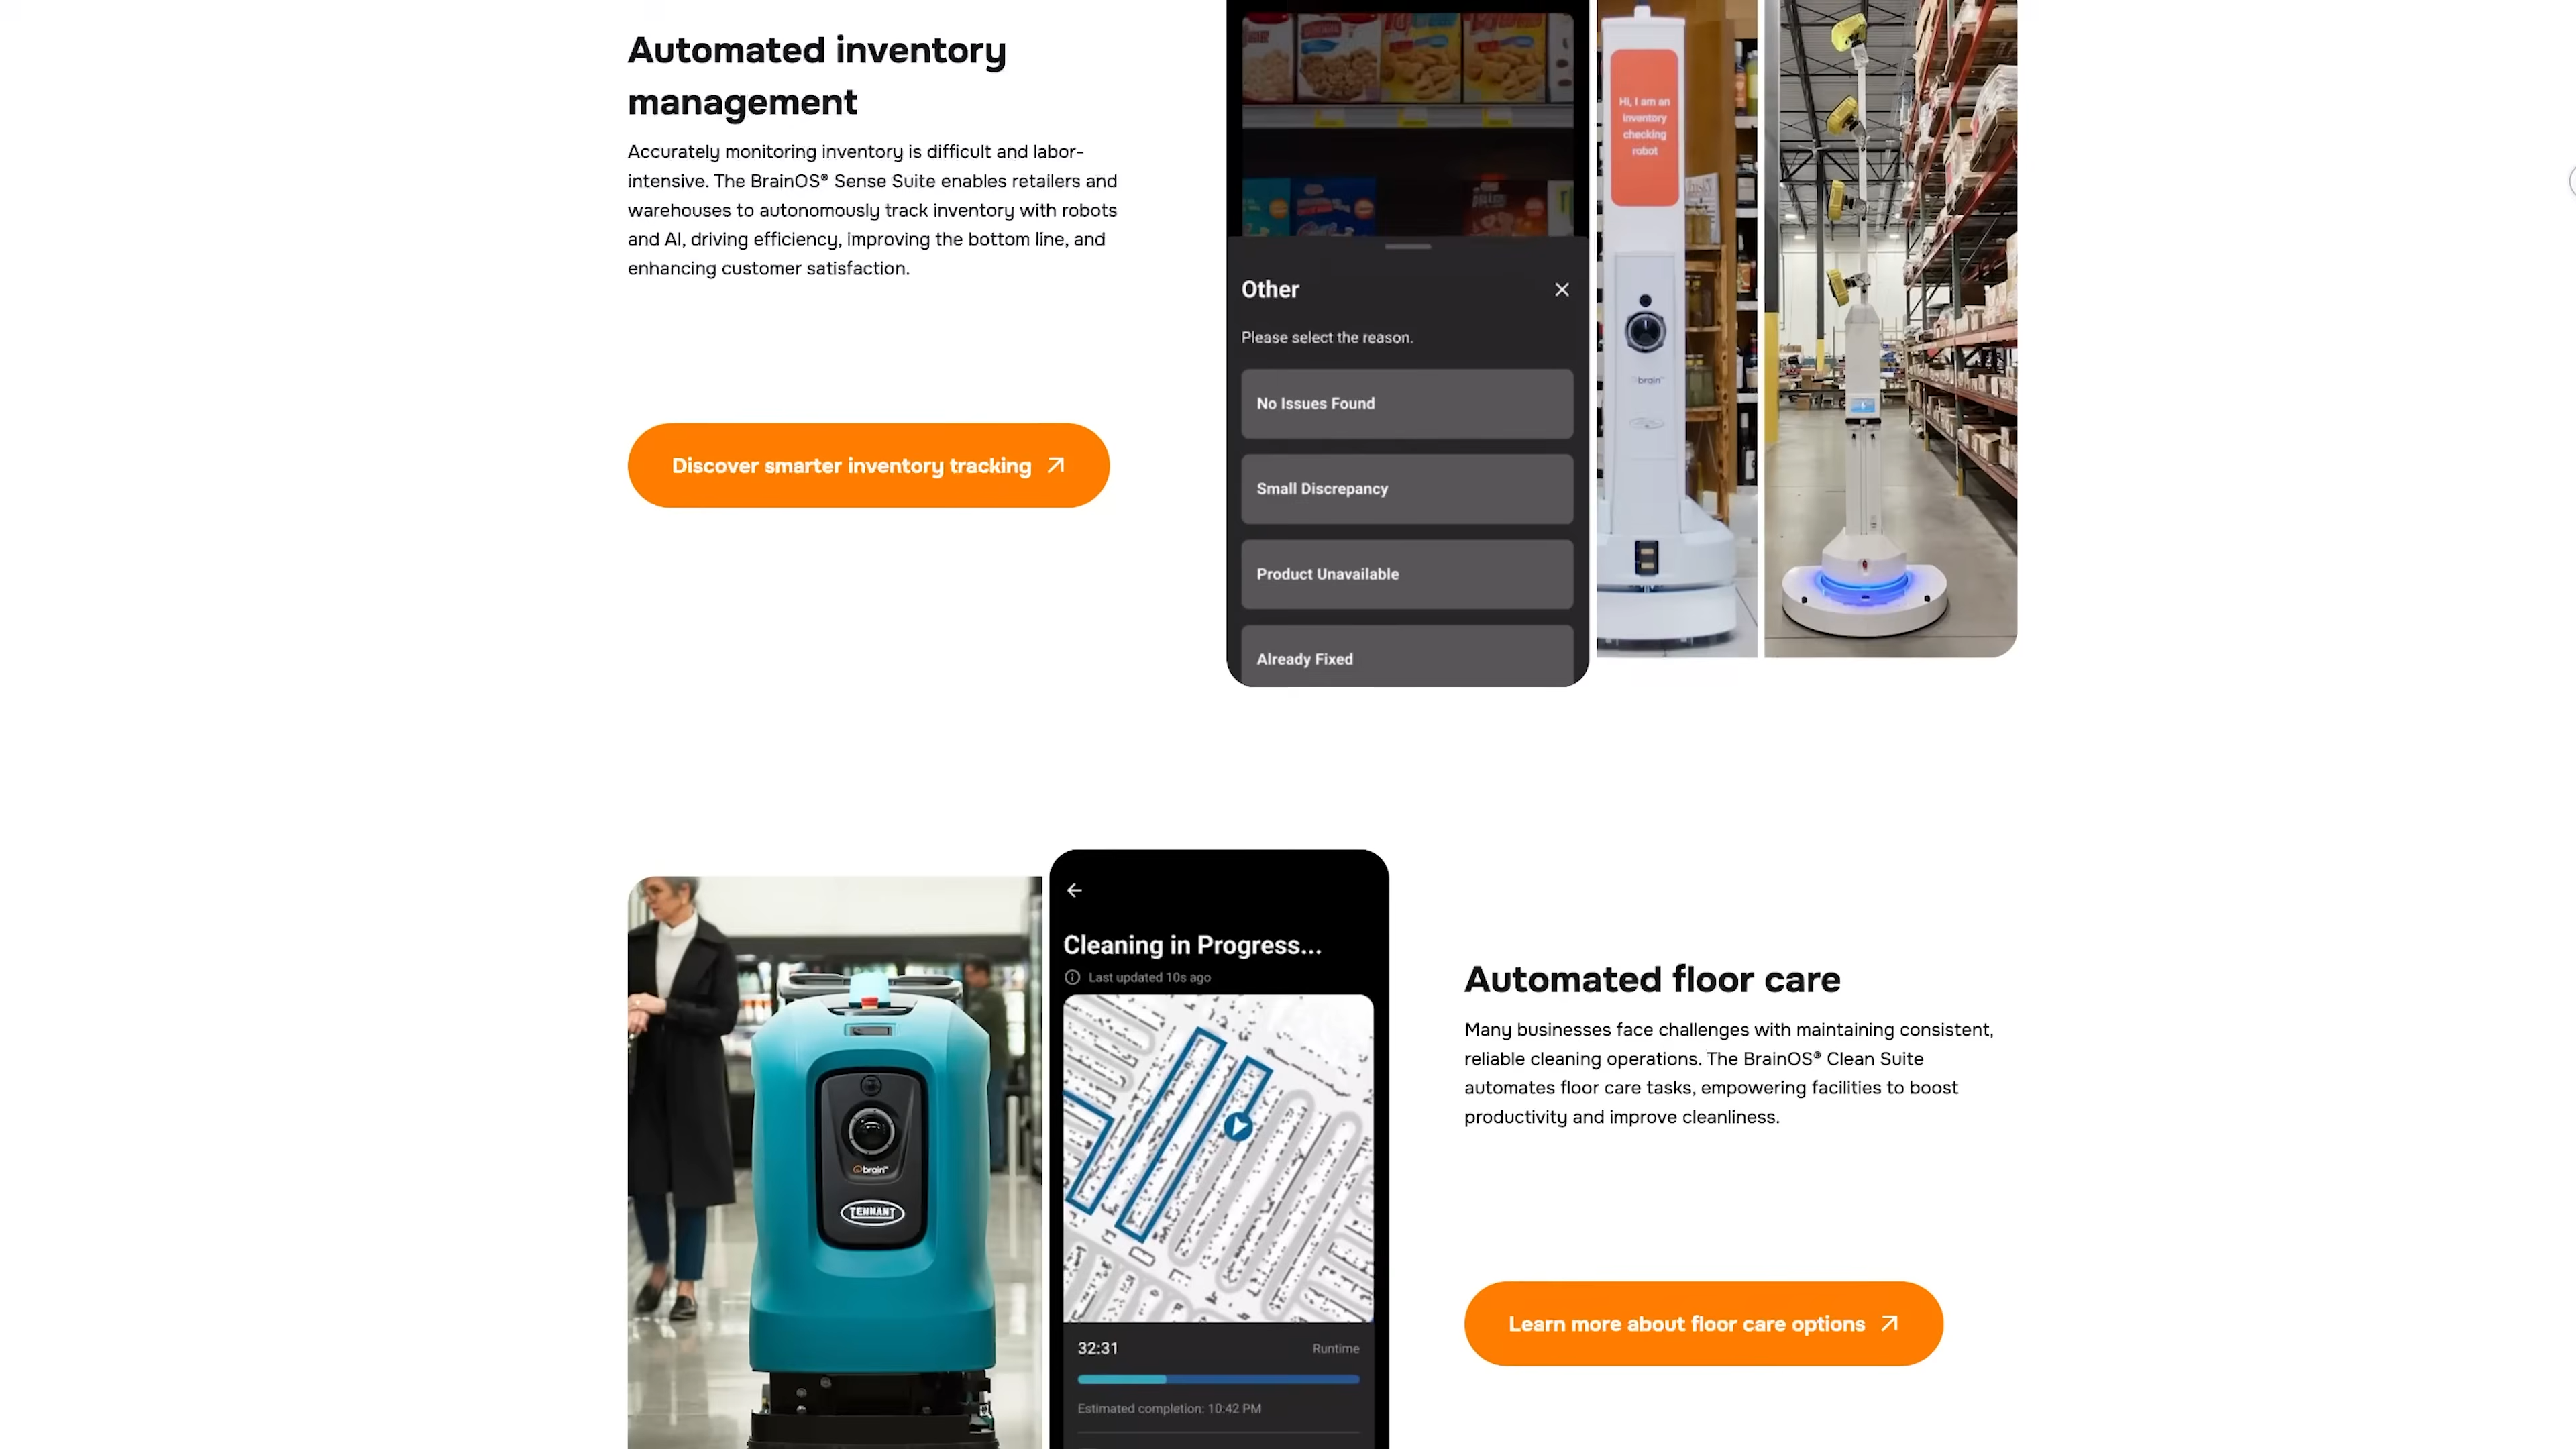 Automated inventory
management
Accurately monitoring inventory is difficult and labor-
intensive. The BrainOS® Sense Suite enables retailers and
warehouses to autonomously track inventory with robots
and AI, driving efficiency, improving the bottom line, and
enhancing customer satisfaction.
Discover smarter inventory tracking
Other
Please select the reason.
No Issues Found
Small Discrepancy
Product Unavailable
Already Fixed
Hi, I am an
inventory
checking
robot
brain
Cleaning in Progress...
Last updated 10s ago
32:31
Runtime
Estimated completion: 10:42 PM
brain
TENNANT
Automated floor care
Many businesses face challenges with maintaining consistent,
reliable cleaning operations. The BrainOS® Clean Suite
automates floor care tasks, empowering facilities to boost
productivity and improve cleanliness.
Learn more about floor care options